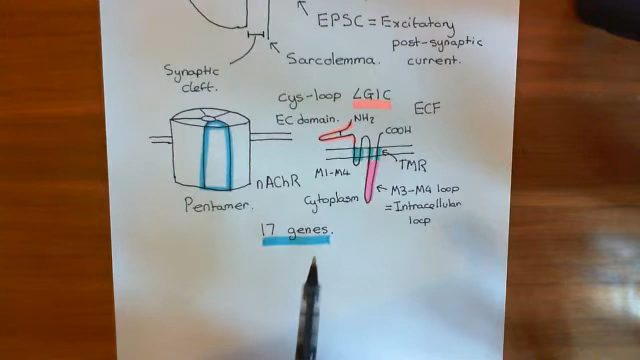 EPSC = Excitatory
post-synaptic
current.
Sarcolemma.
Synaptic
cleft.
cys-loop LGIC
ECF
EC domain.
NH2
COOH
TMR
M1-M4
nAChR
Cytoplasm
M3-M4 loop
= Intracellular
loop
Pentamer.
17 genes.